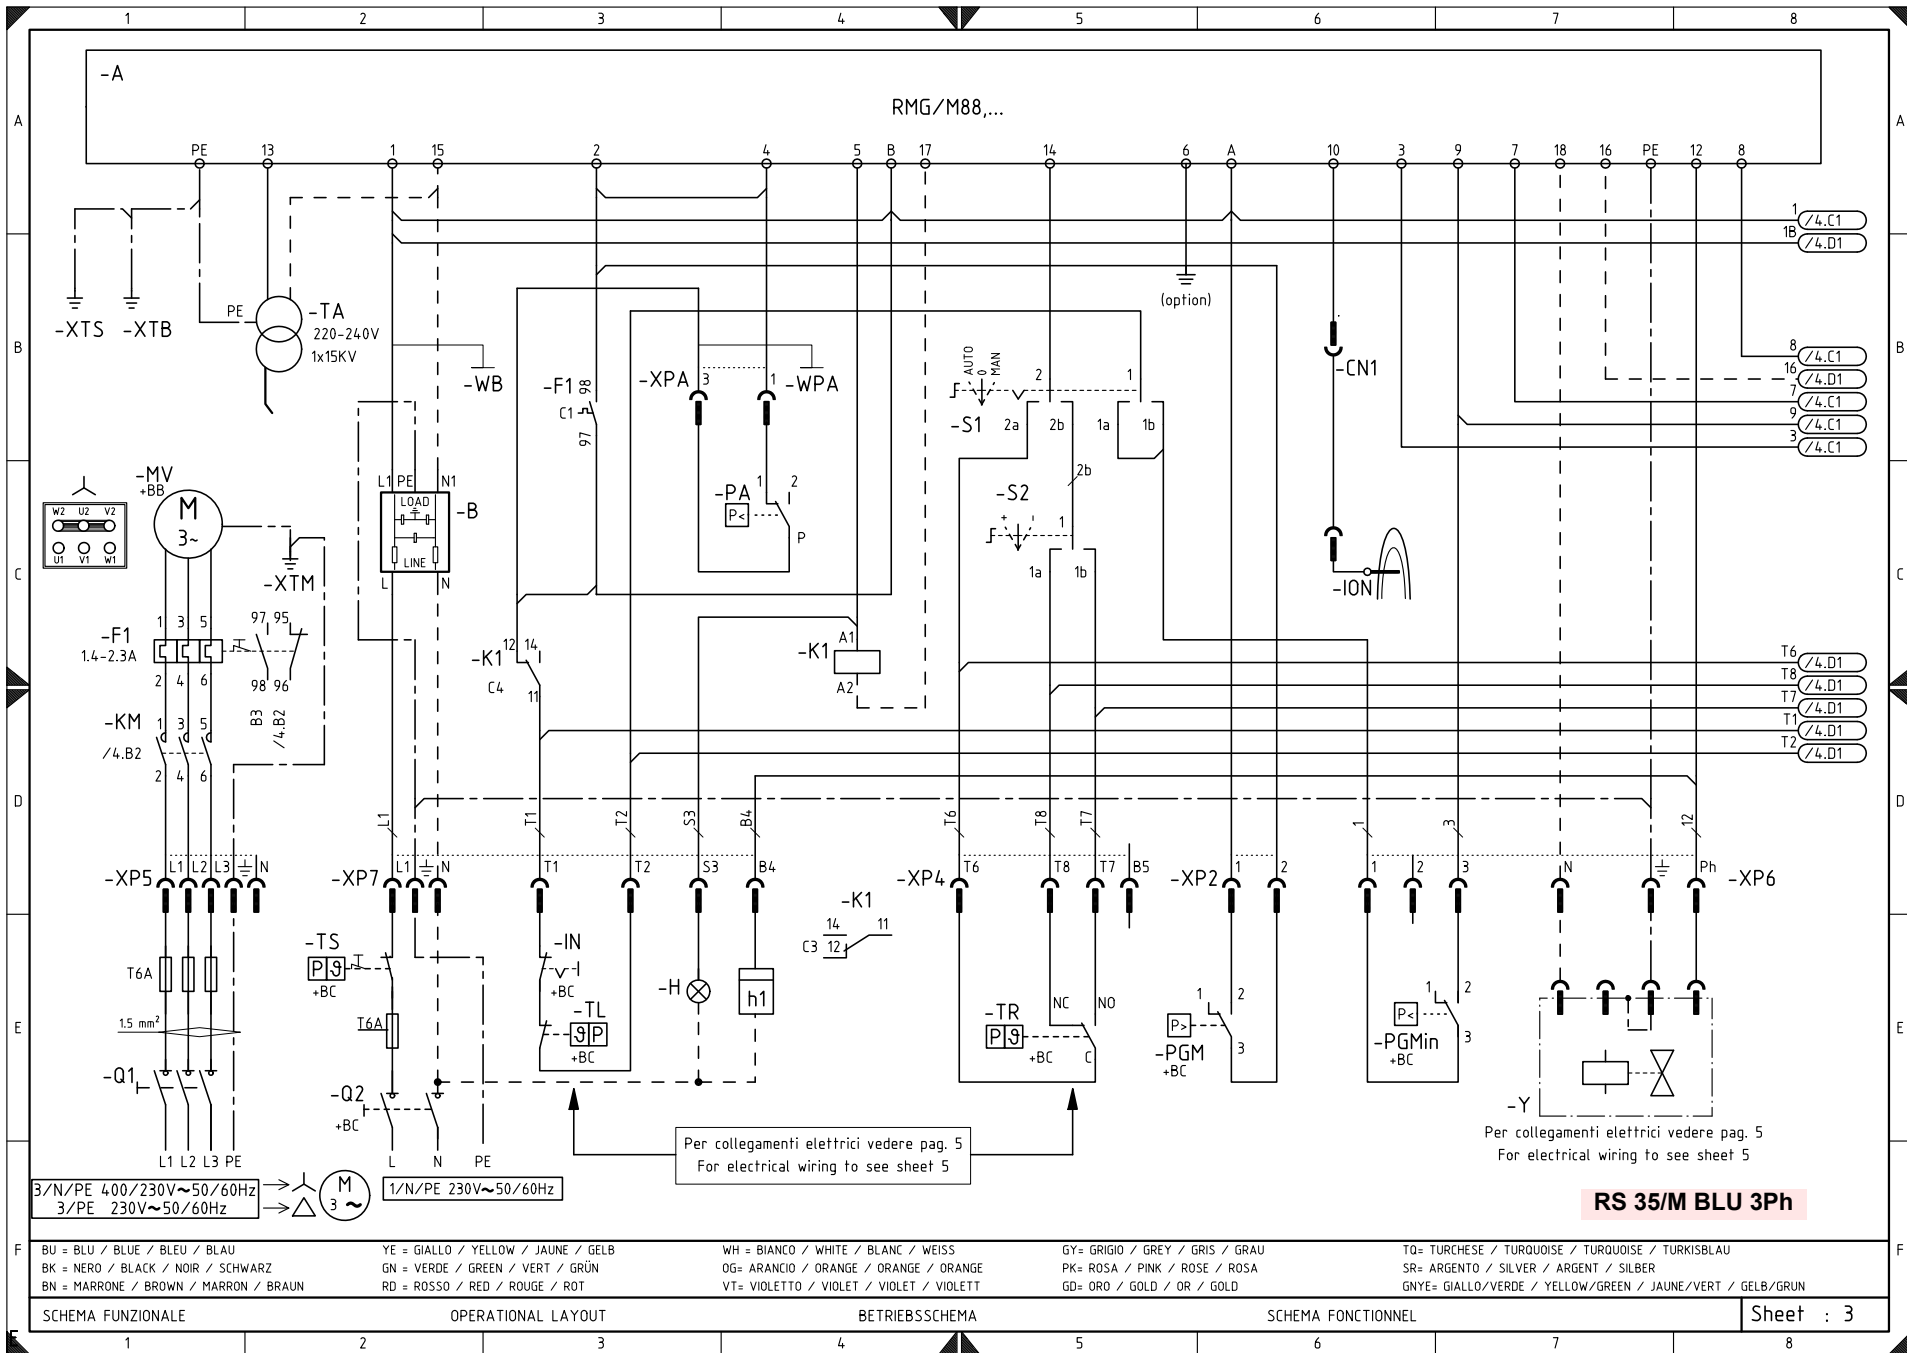 1 2 3 4 5 6 7 8
A
-A
RMG/M88,...
A
PE 13 1 15 2 4 5 B 17 14 6 A 10 3 9 7 18 16 PE 12 8
1 /4.C1
1B /4.D1
(option)
-XTS -XTB
PE
-TA
220-240V
1x15KV
B
B
-WB
-F1
98
C1
97
-XPA
3
1
-WPA
AUTO
0
MAN
2
1
-S1
2a 2b 1a 1b
-CN1
8 /4.C1
16 /4.D1
7 /4.C1
9 /4.C1
3 /4.C1
-MV
+BB
M
3~
W2 U2 V2
U1 V1 W1
-XTM
L1 PE N1
LOAD
LINE
-B
L N
-PA
P<
1 2
P
2b
-S2
+ -
1
1a 1b
-ION
C
C
-F1
1.4-2.3A
1 3 5
2 4 6
97 95
98 96
B3
/4.B2
-K1
12 14
C4
11
-K1
A1
A2
T6 /4.D1
T8 /4.D1
T7 /4.D1
T1 /4.D1
T2 /4.D1
-KM
/4.B2
1 3 5
2 4 6
D
D
L1 T1 T2 S3 B4 T6 T8 T7 1 3 12
-XP5
L1 L2 L3 N
-XP7
L1 N T1 T2 S3 B4
-XP4
T6 T8 T7 B5
-XP2
1 2
1 2 3
N
Ph
-XP6
-K1
14 11
C3 12
T6A
1.5 mm²
-Q1
-TS
P ϑ
+BC
T6A
-Q2
+BC
-IN
+BC
-TL
ϑ P
+BC
-H
h1
-TR
P ϑ
+BC
NC NO
C
P>
-PGM
+BC
1 2
3
P<
-PGMin
+BC
1 2
3
-Y
E
E
L1 L2 L3 PE
L N PE
Per collegamenti elettrici vedere pag. 5
For electrical wiring to see sheet 5
Per collegamenti elettrici vedere pag. 5
For electrical wiring to see sheet 5
3/N/PE 400/230V~50/60Hz
3/PE 230V~50/60Hz
M
3 ~
1/N/PE 230V~50/60Hz
RS 35/M BLU 3Ph
F
F
BU = BLU / BLUE / BLEU / BLAU
BK = NERO / BLACK / NOIR / SCHWARZ
BN = MARRONE / BROWN / MARRON / BRAUN
YE = GIALLO / YELLOW / JAUNE / GELB
GN = VERDE / GREEN / VERT / GRÜN
RD = ROSSO / RED / ROUGE / ROT
WH = BIANCO / WHITE / BLANC / WEISS
OG= ARANCIO / ORANGE / ORANGE / ORANGE
VT= VIOLETTO / VIOLET / VIOLET / VIOLETT
GY= GRIGIO / GREY / GRIS / GRAU
PK= ROSA / PINK / ROSE / ROSA
GD= ORO / GOLD / OR / GOLD
TQ= TURCHESE / TURQUOISE / TURQUOISE / TURKISBLAU
SR= ARGENTO / SILVER / ARGENT / SILBER
GNYE= GIALLO/VERDE / YELLOW/GREEN / JAUNE/VERT / GELB/GRUN
SCHEMA FUNZIONALE
OPERATIONAL LAYOUT
BETRIEBSSCHEMA
SCHEMA FONCTIONNEL
Sheet : 3
1 2 3 4 5 6 7 8